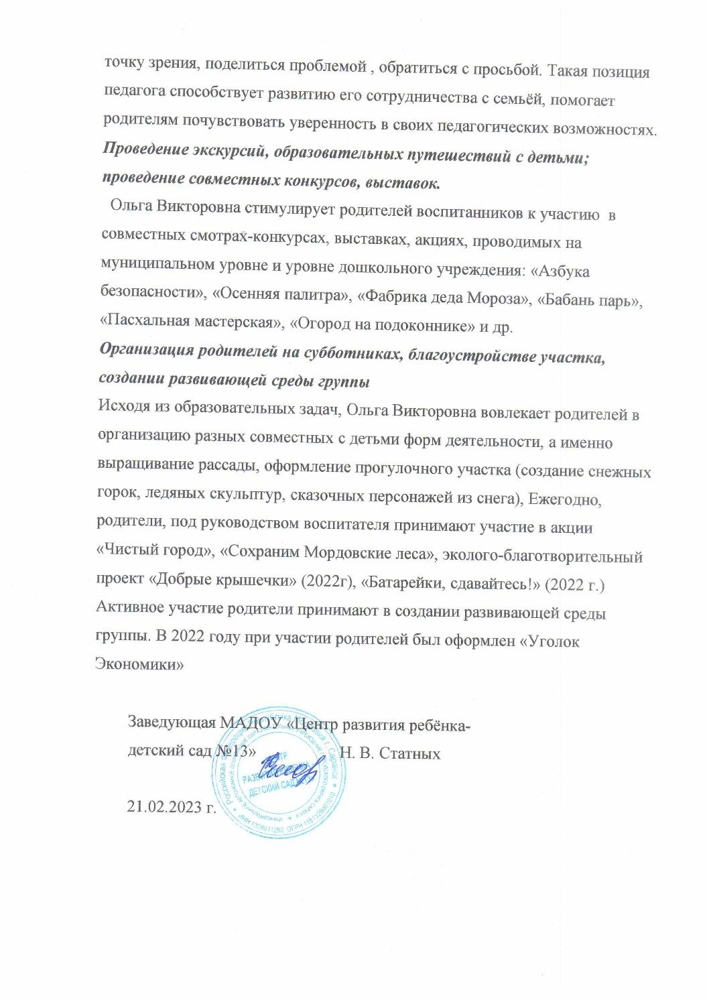 точку зрения, поделиться проблемой , обратиться с просьбой. Такая позиция
педагога способствует развитию его сотрудничества с семьёй, помогает
родителям почувствовать уверенность в своих педагогических возможностях.
Проведение экскурсий, образовательных путешествий с детьми;
проведение совместных конкурсов, выставок.
Ольга Викторовна стимулирует родителей воспитанников к участию в
совместных смотрах-конкурсах, выставках, акциях, проводимых на
муниципальном уровне и уровне дошкольного учреждения: «Азбука
безопасности», «Осенняя палитра», «Фабрика деда Мороза», «Бабань парь»,
«Пасхальная мастерская», «Огород на подоконнике» и др.
Организация родителей на субботниках, благоустройстве участка,
создании развивающей среды группы
Исходя из образовательных задач, Ольга Викторовна вовлекает родителей в
организацию разных совместных с детьми форм деятельности, а именно
выращивание рассады, оформление прогулочного участка (создание снежных
горок, ледяных скульптур, сказочных персонажей из снега), Ежегодно,
родители, под руководством воспитателя принимают участие в акции
«Чистый город», «Сохраним Мордовские леса», эколого-благотворительный
проект «Добрые крышечки» (2022г), «Батарейки, сдавайтесь!» (2022 г.)
Активное участие родители принимают в создании развивающей среды
группы. В 2022 году при участии родителей был оформлен «Уголок
Экономики»
Заведующая МАДОУ «Центр развития ребёнка-
детский сад №13» Н. В. Статных
21.02.2023 г.
Российская Федерация Республика Мордовия г. Саранск
ИНН 1328011252 ОГРН
ДЕТСКИЙ САД